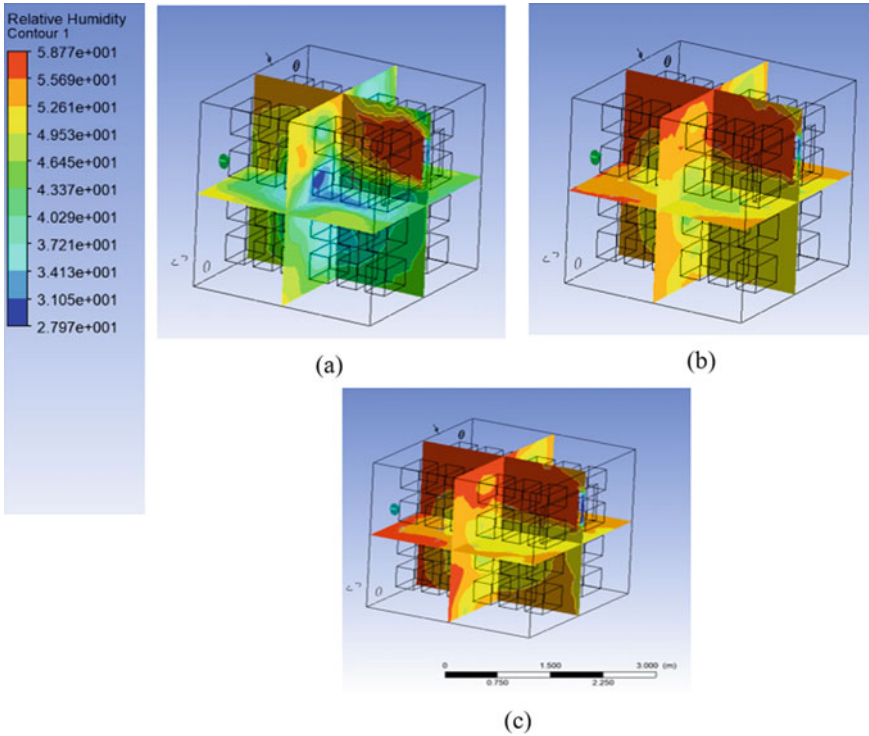 Relative Humidity
Contour 1
5.877e+001
5.569e+001
5.261e+001
4.953e+001
4.645e+001
4.337e+001
4.029e+001
3.721e+001
3.413e+001
3.105e+001
2.797e+001
(a)
(b)
0 1.500 3.000 (m)
0.750 2.250
(c)